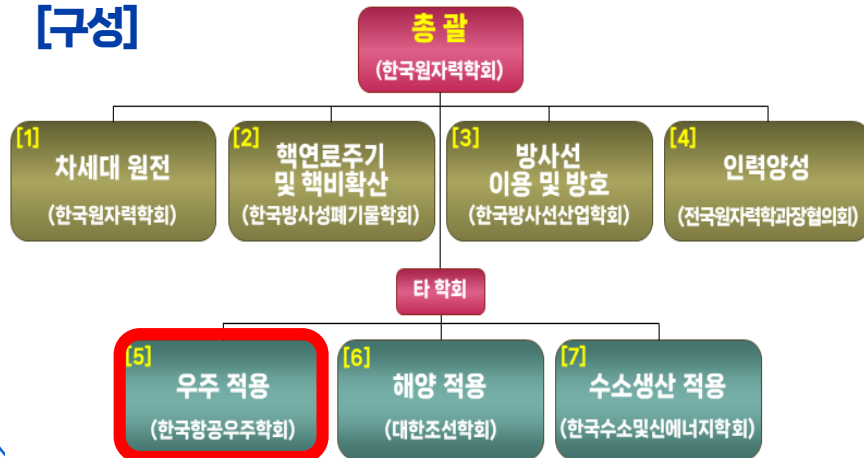 [구성]
총 괄
(한국원자력학회)
[1]
차세대 원전
(한국원자력학회)
[2]
핵연료주기
및 핵비확산
(한국방사성폐기물학회)
[3]
방사선
이용 및 방호
(한국방사선산업학회)
[4]
인력양성
(전국원자력학과장협의회)
타 학회
[5]
우주 적용
(한국항공우주학회)
[6]
해양 적용
(대한조선학회)
[7]
수소생산 적용
(한국수소및신에너지학회)